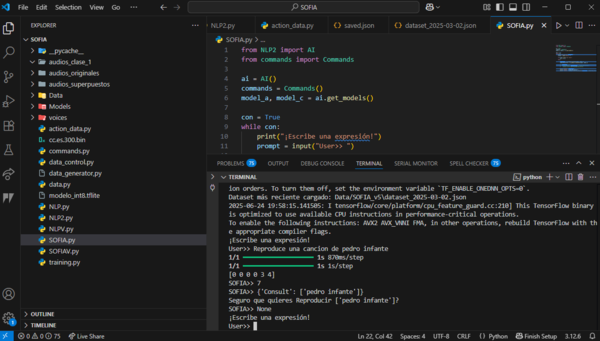 File Edit Selection View Go Run ...
SOFIA
EXPLORER
SOFIA
__pycache__
audios_clase_1
audios_originales
audios_superpuestos
Data
Models
voices
action_data.py
cc.es.300.bin
commands.py
data_control.py
data_generator.py
data.py
modelo_int8.tflite
NLP.py
NLP2.py
NLPV.py
SOFIA.py
SOFIAV.py
training.py
OUTLINE
TIMELINE
NLP2.py
action_data.py
saved.json
dataset_2025-03-02.json
SOFIA.py
SOFIA.py > ...
1 from NLP2 import AI
2 from commands import Commands
3
4 ai = AI()
5 commands = Commands()
6 model_a, model_c = ai.get_models()
7
8 con = True
9 while con:
10 print("¡Escribe una expresión!")
11 prompt = input("User>> ")
PROBLEMS 75 OUTPUT DEBUG CONSOLE TERMINAL SERIAL MONITOR SPELL CHECKER 75
TERMINAL
python
ion orders. To turn them off, set the environment variable `TF_ENABLE_ONEDNN_OPTS=0`.
Dataset más reciente cargado: Data/SOFIA_v5\dataset_2025-03-02.json
2025-06-24 19:58:15.141505: I tensorflow/core/platform/cpu_feature_guard.cc:210] This TensorFlow binary
is optimized to use available CPU instructions in performance-critical operations.
To enable the following instructions: AVX2 AVX_VNNI FMA, in other operations, rebuild TensorFlow with th
e appropriate compiler flags.
¡Escribe una expresión!
User>> Reproduce una cancion de pedro infante
1/1 1s 870ms/step
1/1 1s 1s/step
[0 0 0 0 3 4]
SOFIA>> 7
SOFIA>> {'Consult': ['pedro infante']}
Seguro que quieres Reproducir ['pedro infante']?
SOFIA>> None
¡Escribe una expresión!
User>>
0 0 75 Live Share
Ln 22, Col 42 Spaces: 4 UTF-8 CRLF { } Python Finish Setup 3.12.6